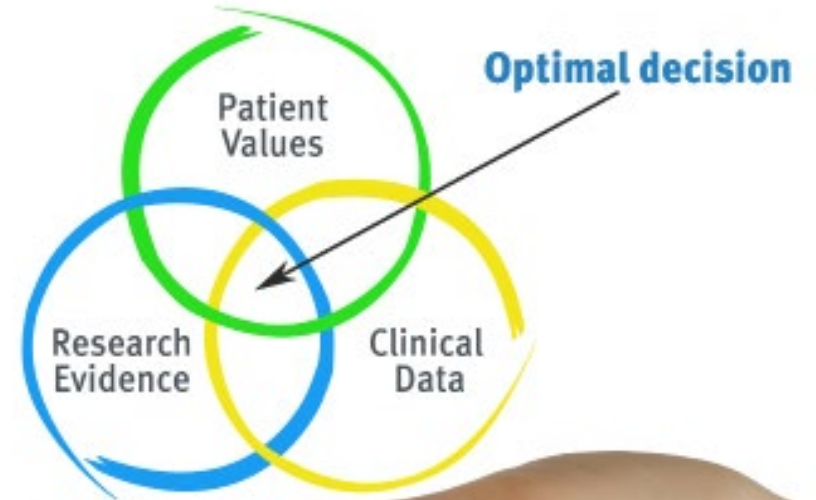 Patient
Values
Optimal decision
Research
Evidence
Clinical
Data